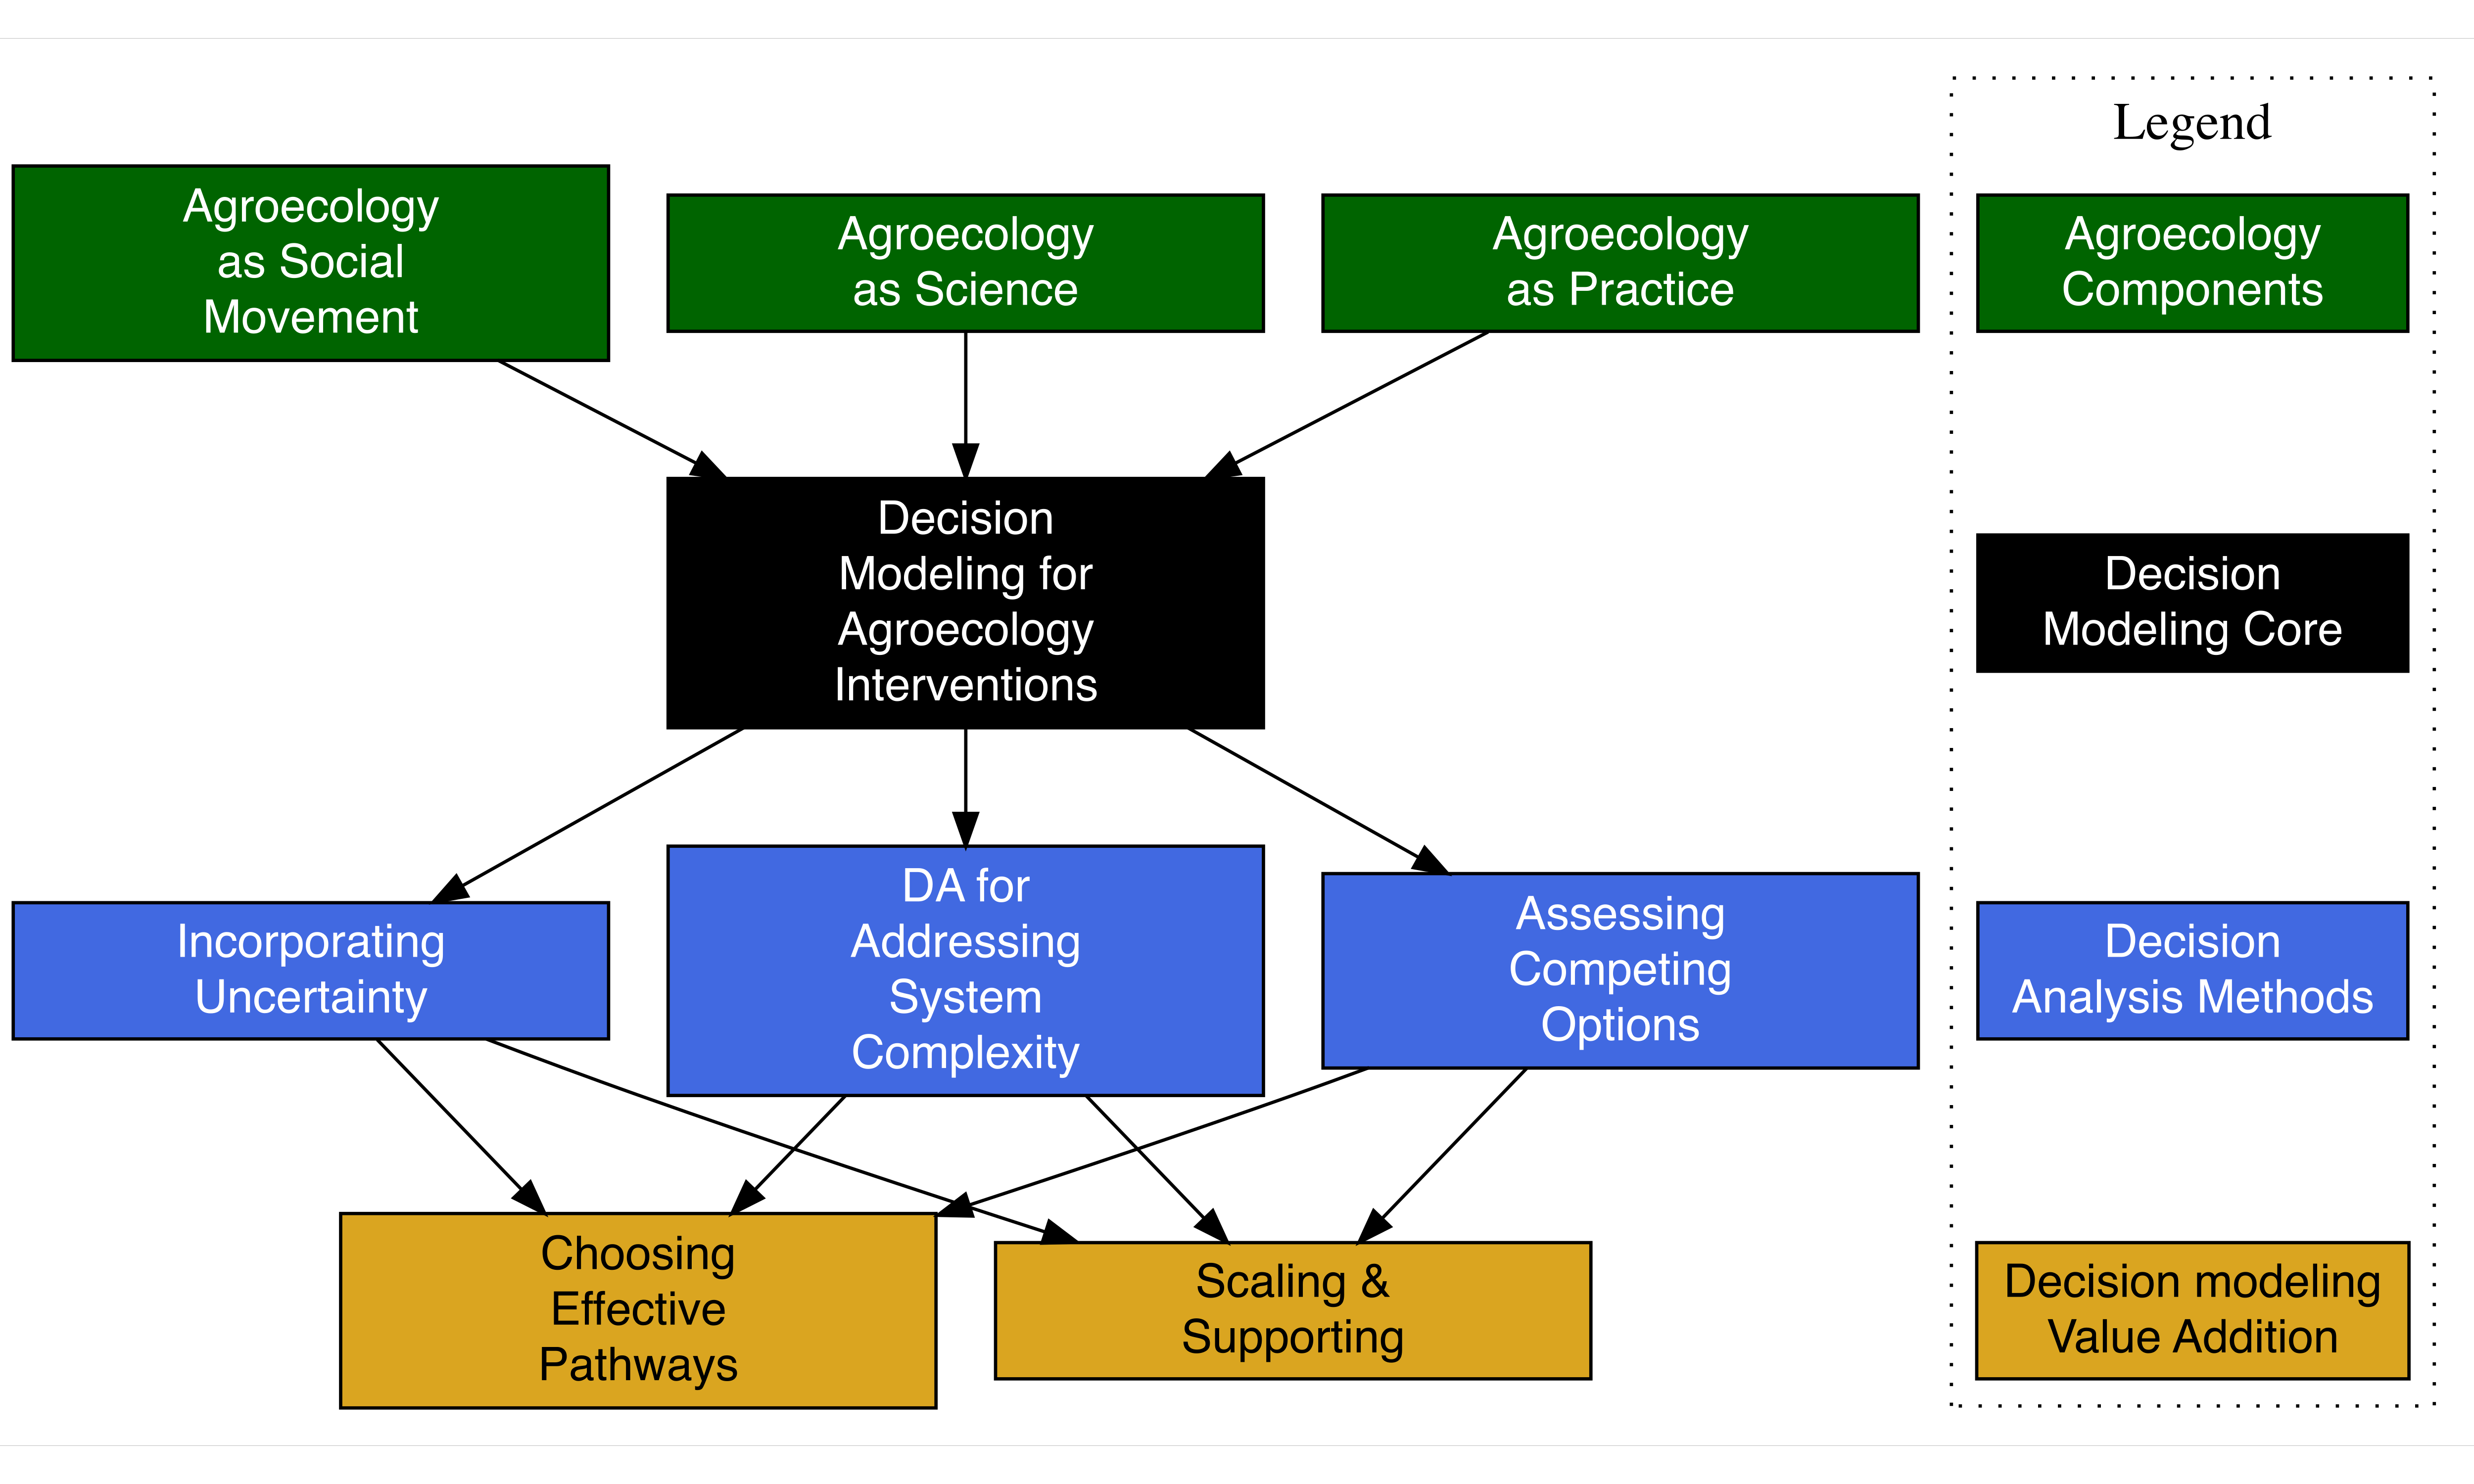 Legend
Agroecology
as Social
Movement
Agroecology
as Science
Agroecology
as Practice
Agroecology
Components
Decision
Modeling for
Agroecology
Interventions
Decision
Modeling Core
Incorporating
Uncertainty
DA for
Addressing
System
Complexity
Assessing
Competing
Options
Decision
Analysis Methods
Choosing
Effective
Pathways
Scaling &
Supporting
Decision modeling
Value Addition